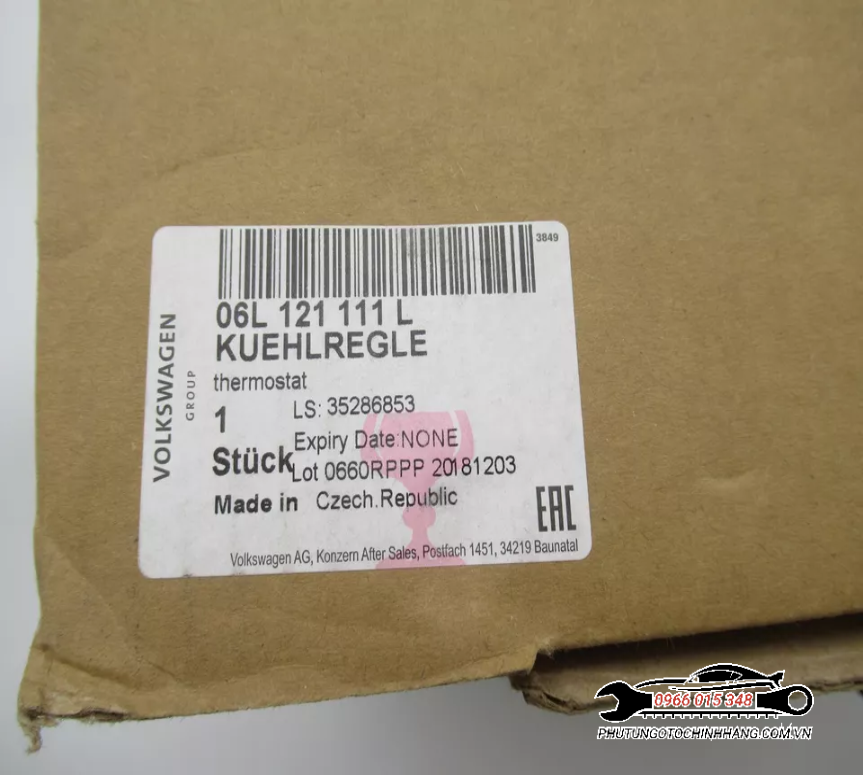 3849
06L 121 111 L
KUEHLREGLE
thermostat
1
LS: 35286853
Expiry Date:NONE
Stück
Lot 0660RPPP 20181203
Made in Czech.Republic
EAC
Volkswagen AG, Konzern After Sales, Postfach 1451, 34219 Baunatal
VOLKSWAGEN
GROUP
0966 015 348
PHUTUNGOTOCHINHHANG.COM.VN